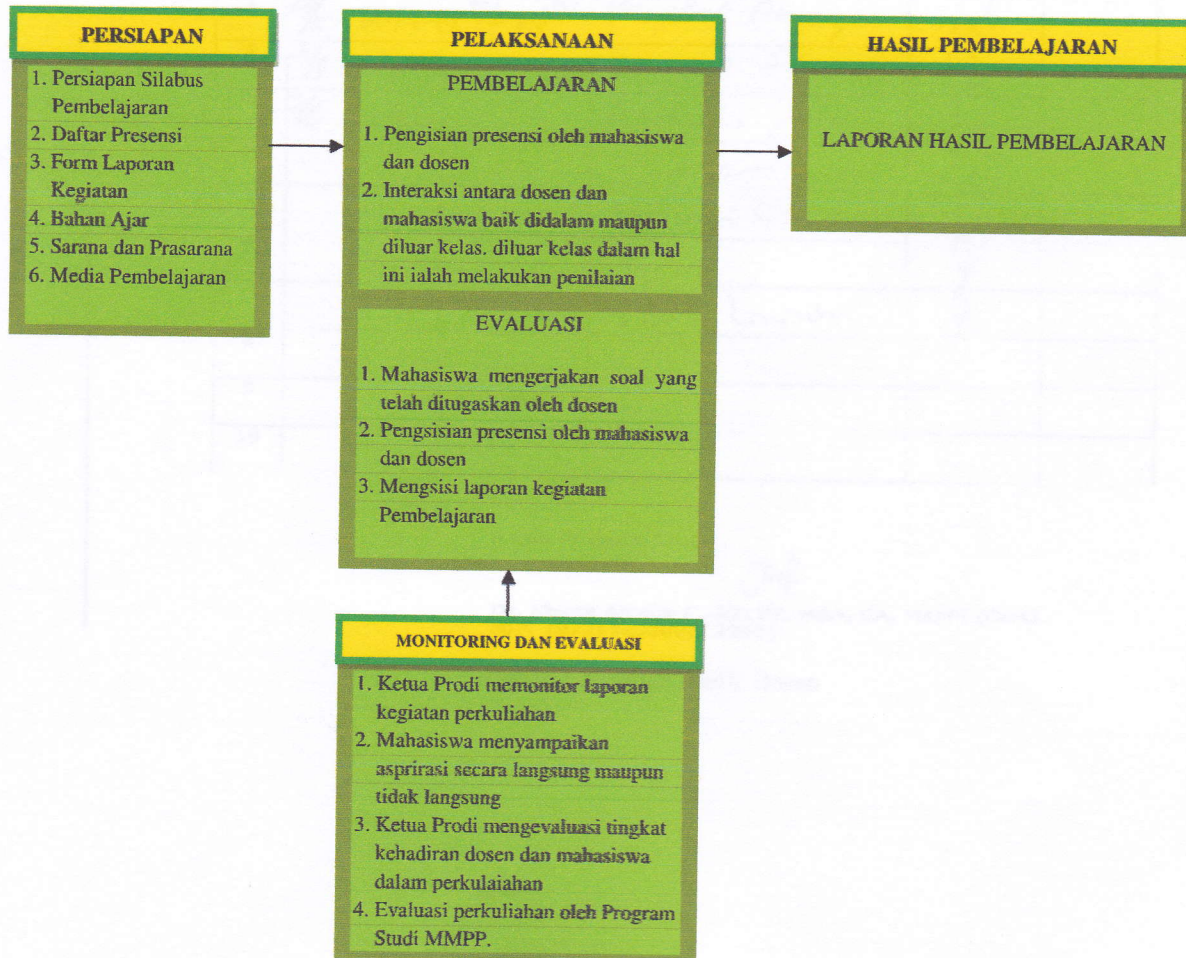 PERSIAPAN
1. Persiapan Silabus
Pembelajaran
2. Daftar Presensi
3. Form Laporan
Kegiatan
4. Bahan Ajar
5. Sarana dan Prasarana
6. Media Pembelajaran
PELAKSANAAN
PEMBELAJARAN
1. Pengisian presensi oleh mahasiswa
dan dosen
2. Interaksi antara dosen dan
mahasiswa baik didalam maupun
diluar kelas. diluar kelas dalam hal
ini ialah melakukan penilaian
EVALUASI
1. Mahasiswa mengerjakan soal yang
telah ditugaskan oleh dosen
2. Pengsisian presensi oleh mahasiswa
dan dosen
3. Mengsisi laporan kegiatan
Pembelajaran
HASIL PEMBELAJARAN
LAPORAN HASIL PEMBELAJARAN
MONITORING DAN EVALUASI
1. Ketua Prodi memonitor laporan
kegiatan perkuliahan
2. Mahasiswa menyampaikan
asprirasi secara langsung maupun
tidak langsung
3. Ketua Prodi mengevaluasi tingkat
kehadiran dosen dan mahasiswa
dalam perkulaiahan
4. Evaluasi perkuliahan oleh Program
Studi MMPP.